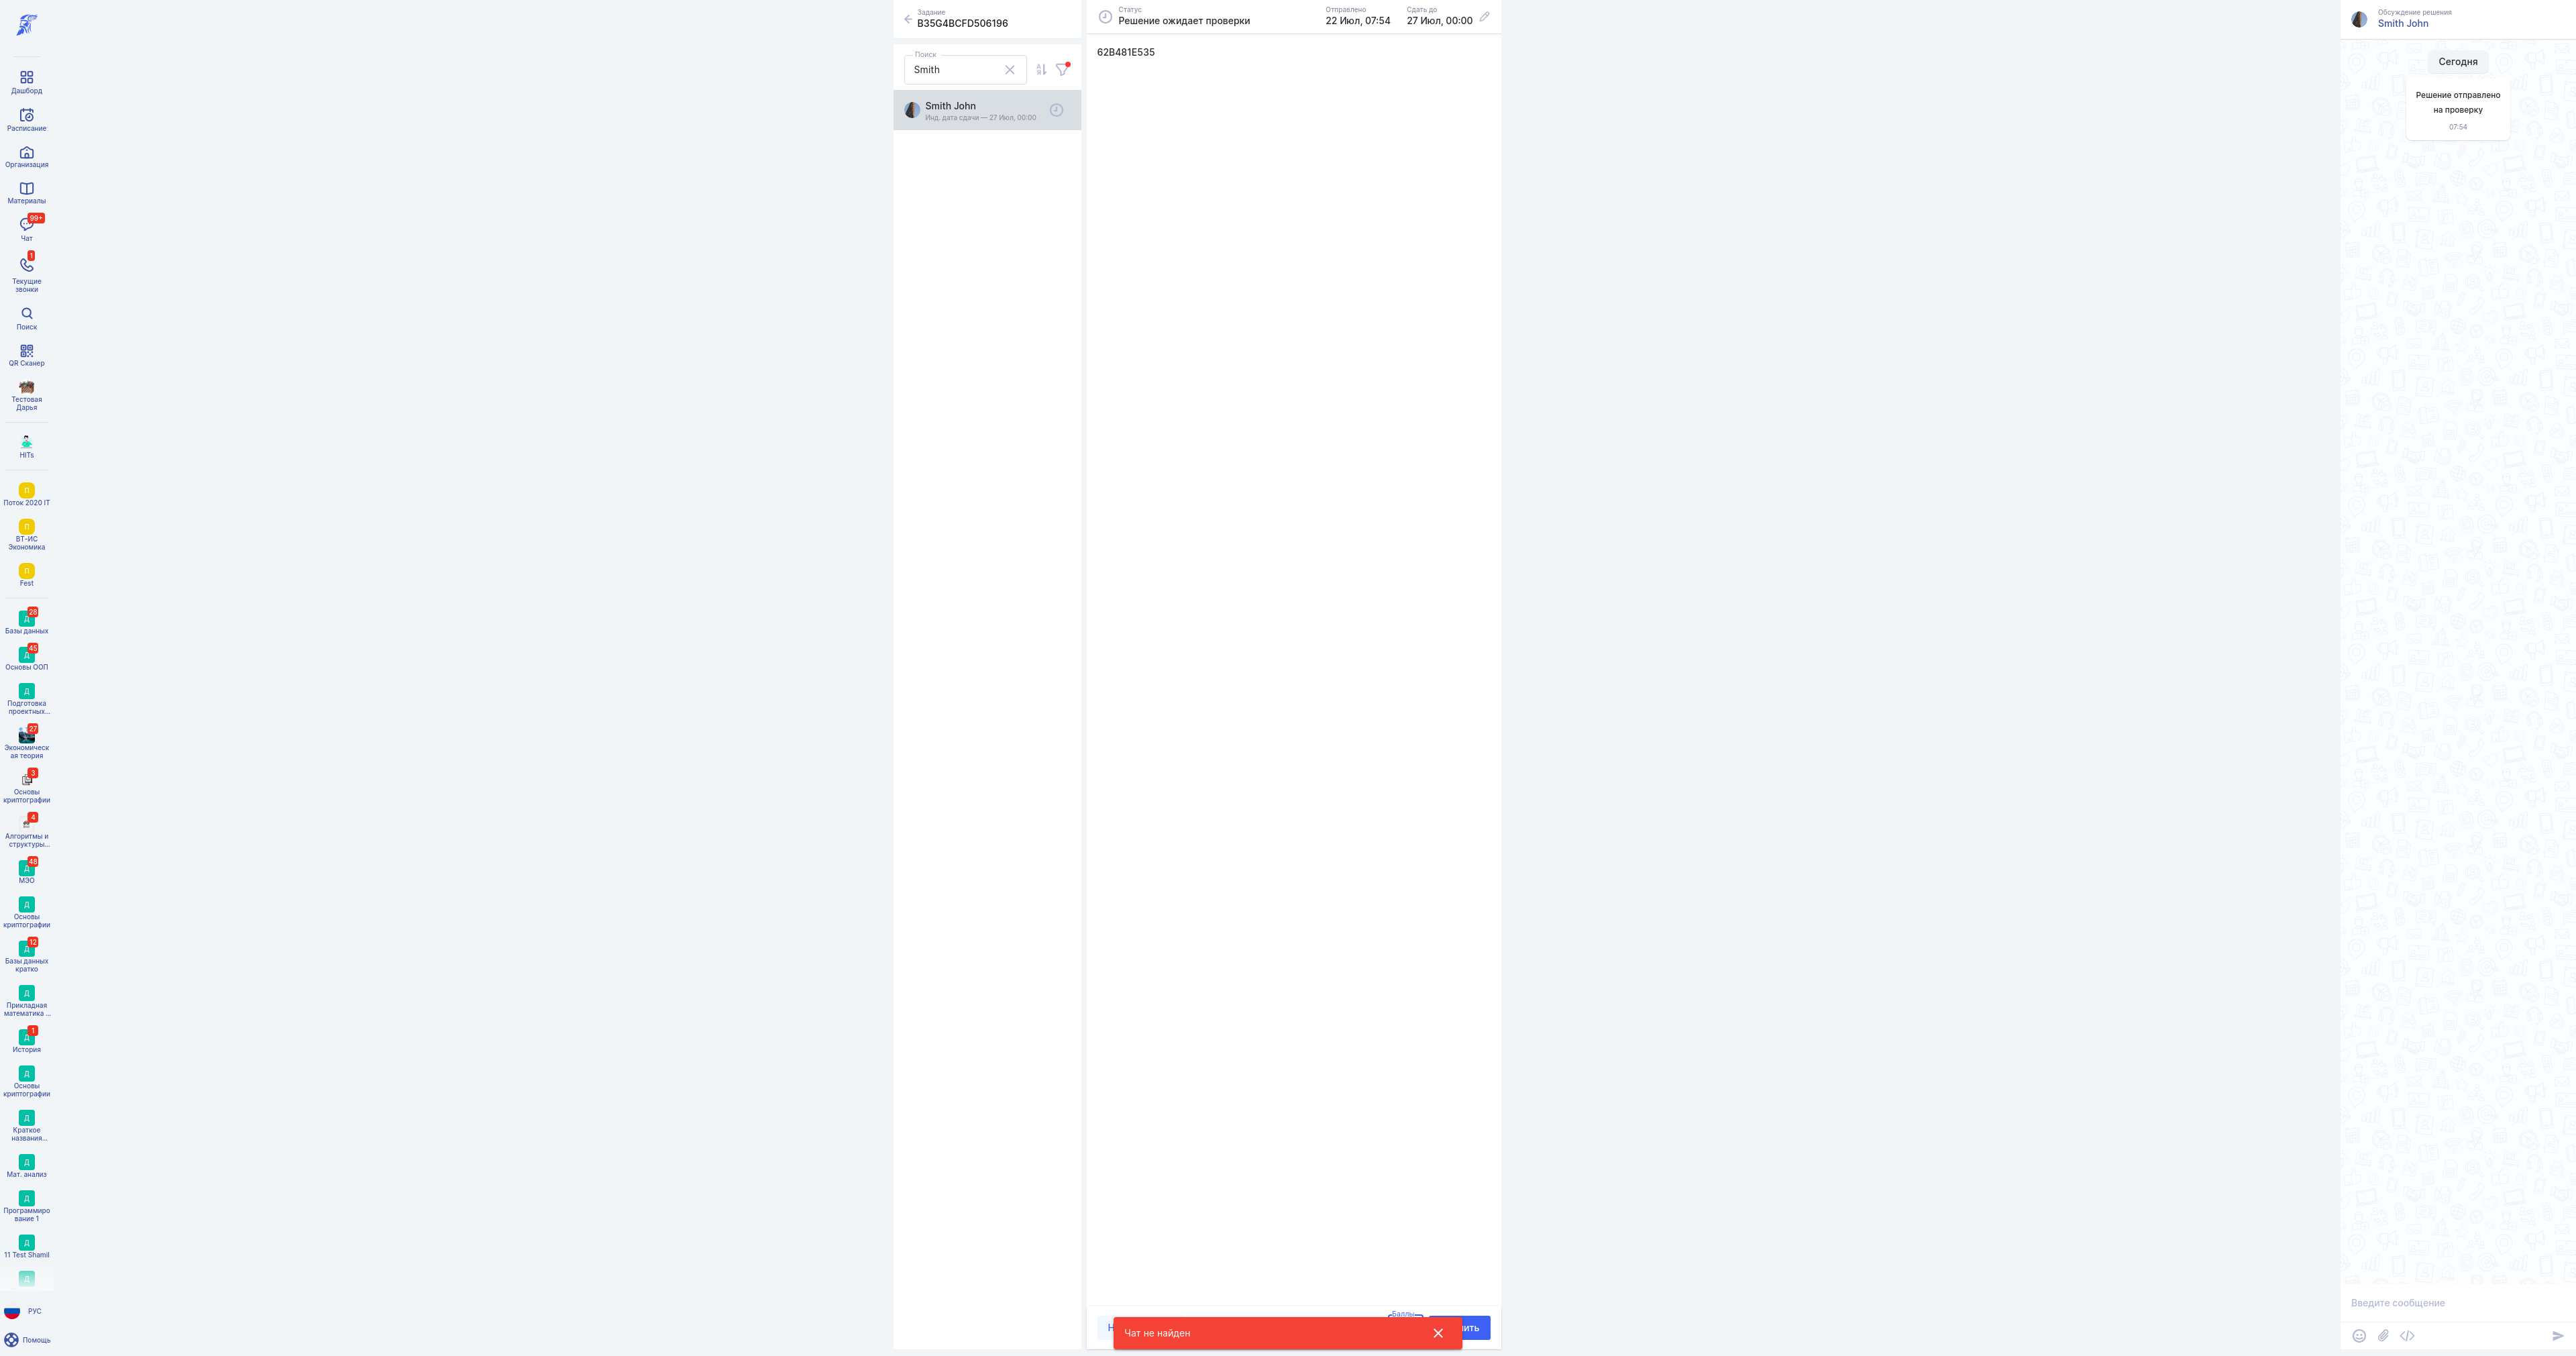 Дашборд
Расписание
Организация
Материалы
99+
Чат
1
Текущие
звонки
Поиск
QR Сканер
Тестовая
Дарья
HITs
П
Поток 2020 IT
П
ВТ-ИС
Экономика
П
Fest
28
Д
Базы данных
45
Д
Основы ООП
Д
Подготовка
проектных...
27
Экономическ
ая теория
3
Основы
криптографии
4
Алгоритмы и
структуры...
48
Д
МЭО
Д
Основы
криптографии
12
Д
Базы данных
кратко
Д
Прикладная
математика ...
1
Д
История
Д
Основы
криптографии
Д
Краткое
названия...
Д
Мат. анализ
Д
Программиро
вание 1
Д
11 Test Shamil
Д
РУС
Помощь
Задание
B35G4BCFD506196
Поиск
Smith
Smith John
Инд. дата сдачи — 27 Июл, 00:00
Статус
Решение ожидает проверки
Отправлено
22 Июл, 07:54
Сдать до
27 Июл, 00:00
62B481E535
Баллы
Чат не найден
Обсуждение решения
Smith John
Сегодня
Решение отправлено
на проверку
07:54
Введите сообщение